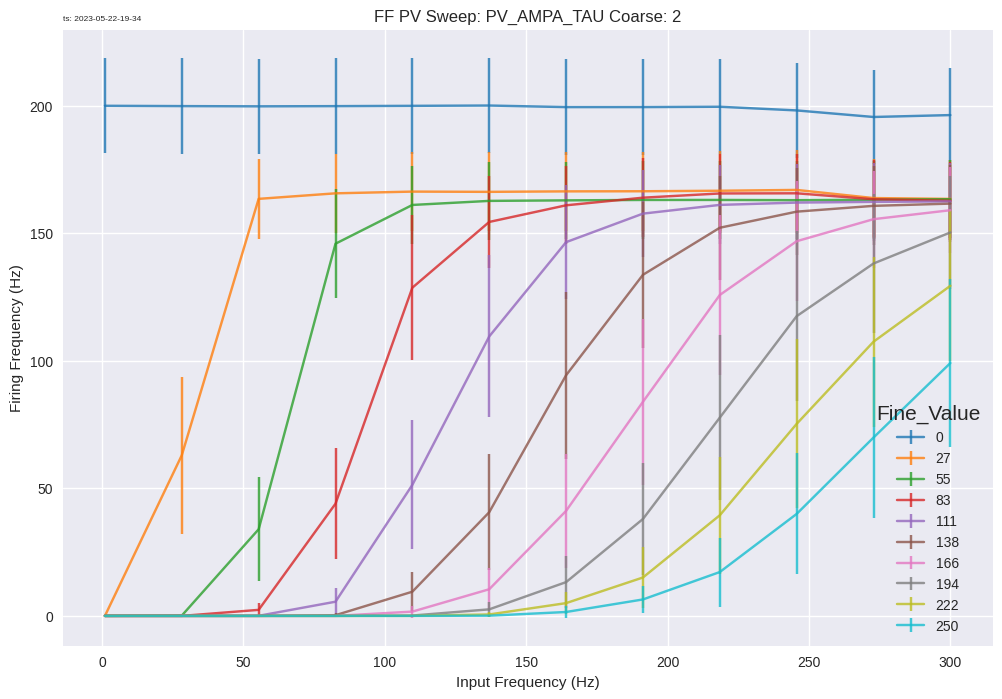 ts: 2023-05-22-19-34
FF PV Sweep: PV_AMPA_TAU Coarse: 2
Firing Frequency (Hz)
200
150
100
50
0
0 50 100 150 200 250 300
Input Frequency (Hz)
Fine_Value
0
27
55
83
111
138
166
194
222
250